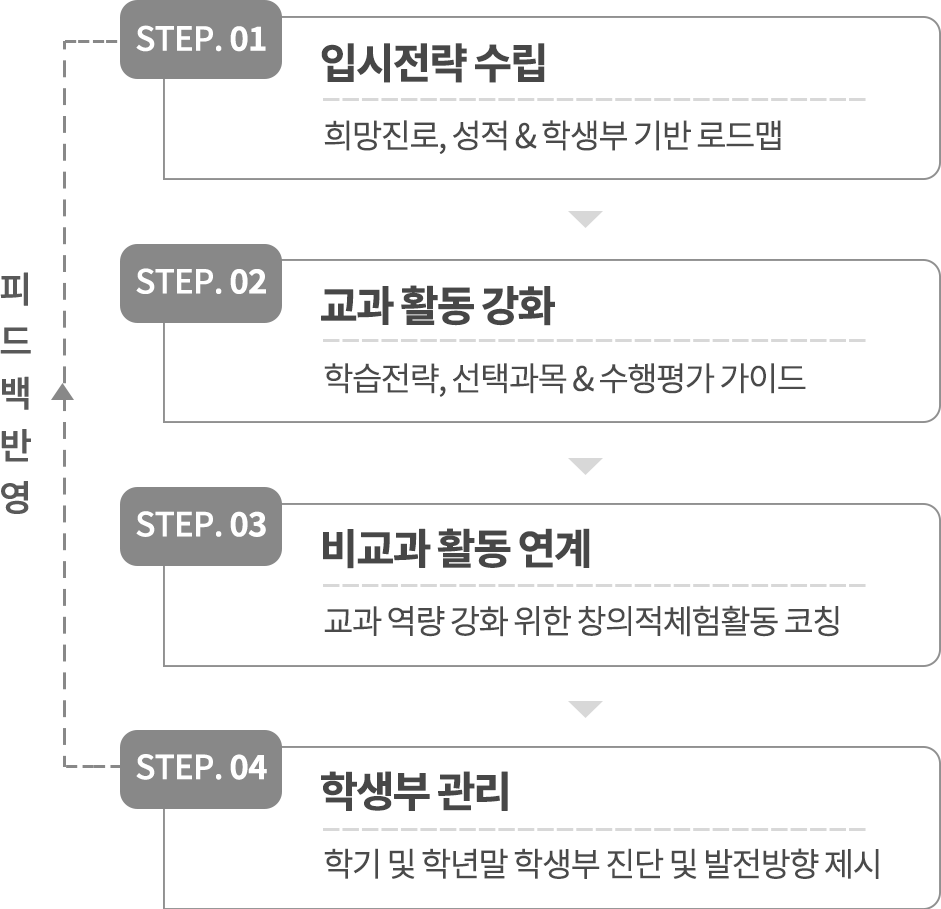 STEP. 01
입시전략 수립
희망진로, 성적 & 학생부 기반 로드맵
STEP. 02
교과 활동 강화
학습전략, 선택과목 & 수행평가 가이드
피드백반영
STEP. 03
비교과 활동 연계
교과 역량 강화 위한 창의적체험활동 코칭
STEP. 04
학생부 관리
학기 및 학년말 학생부 진단 및 발전방향 제시